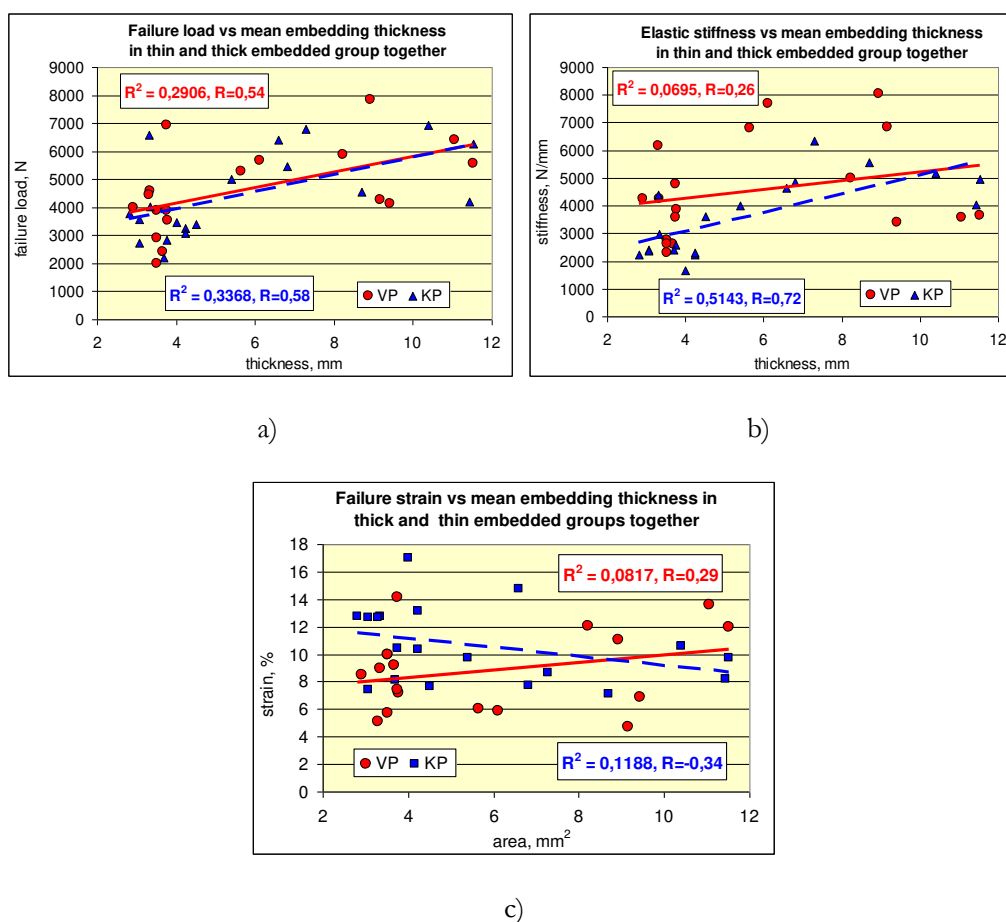 Failure load vs mean embedding thickness
in thin and thick embedded group together
9000
8000
7000
6000
5000
4000
3000
2000
1000
0
failure load, N
R² = 0,2906, R=0,54
R² = 0,3368, R=0,58
VP KP
2 4 6 8 10 12
thickness, mm
a)
Elastic stiffness vs mean embedding thickness
in thin and thick embedded group together
9000
8000
7000
6000
5000
4000
3000
2000
1000
0
stiffness, N/mm
R² = 0,0695, R=0,26
R² = 0,5143, R=0,72
VP KP
2 4 6 8 10 12
thickness, mm
b)
Failure strain vs mean embedding thickness in
thick and thin embedded groups together
18
16
14
12
10
8
6
4
2
0
strain, %
R² = 0,0817, R=0,29
VP KP
R² = 0,1188, R=-0,34
2 4 6 8 10 12
area, mm²
c)